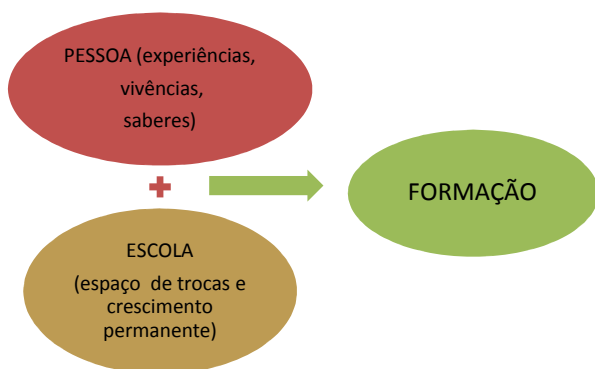 PESSOA (experiências,
vivências,
saberes)
+
FORMAÇÃO
ESCOLA
(espaço de trocas e
crescimento
permanente)